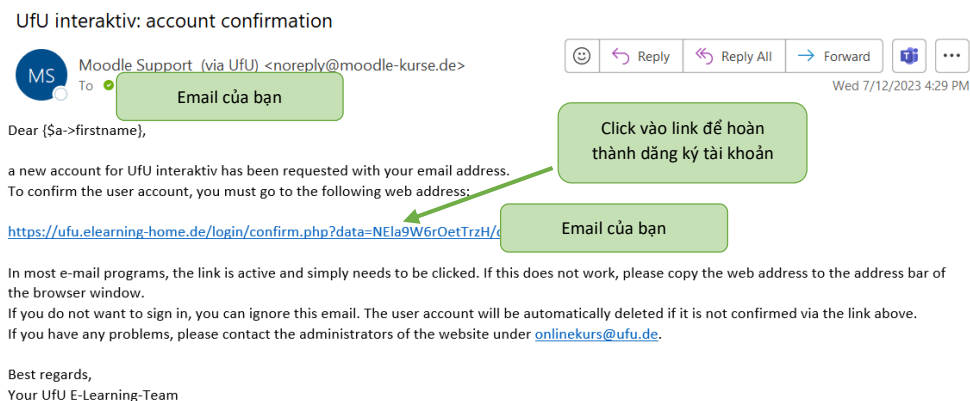 UfU interaktiv: account confirmation
MS
Moodle Support (via UfU) <noreply@moodle-kurse.de>
To
Email của bạn
Reply
Reply All
Forward
Wed 7/12/2023 4:29 PM
Dear {$a->firstname},
Click vào link để hoàn
thành dăng ký tài khoản
a new account for UfU interaktiv has been requested with your email address.
To confirm the user account, you must go to the following web address:
https://ufu.elearning-home.de/login/confirm.php?data=NEla9W6rOetTrzH/
Email của bạn
In most e-mail programs, the link is active and simply needs to be clicked. If this does not work, please copy the web address to the address bar of
the browser window.
If you do not want to sign in, you can ignore this email. The user account will be automatically deleted if it is not confirmed via the link above.
If you have any problems, please contact the administrators of the website under onlinekurs@ufu.de.
Best regards,
Your UfU E-Learning-Team